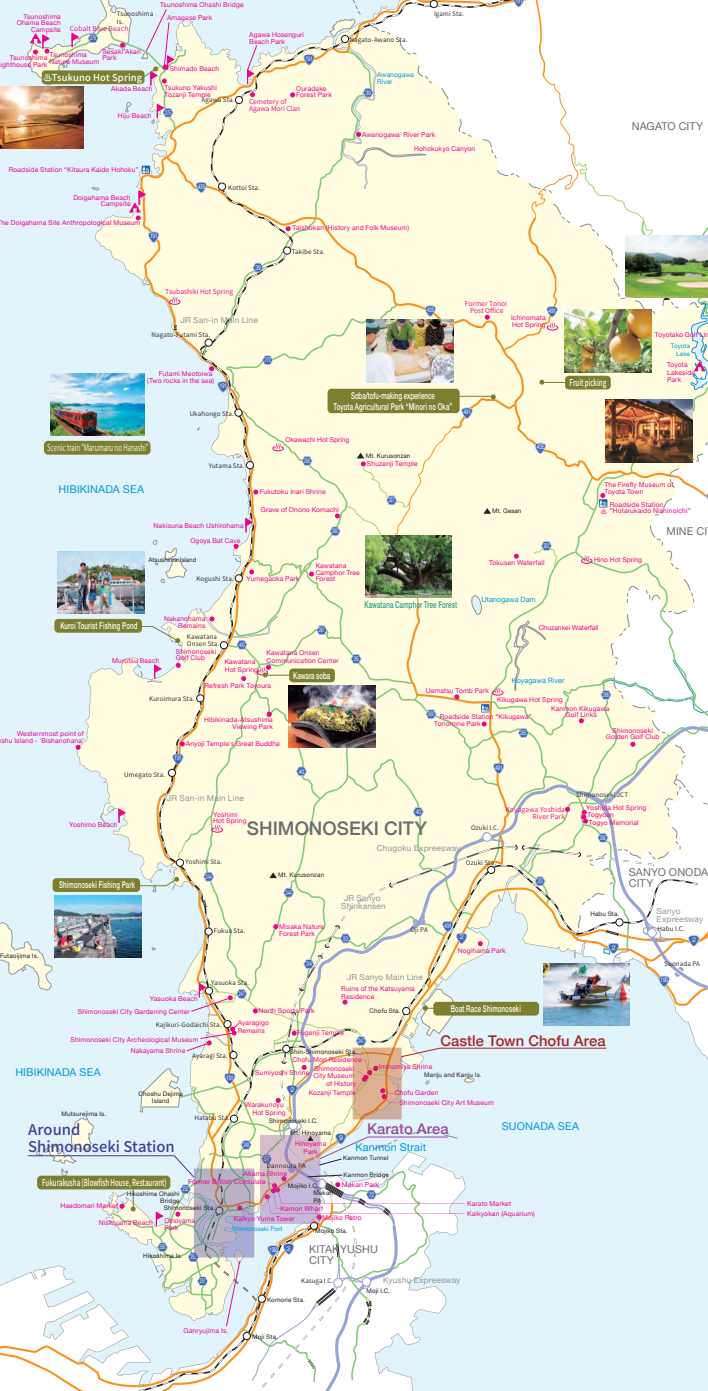 Tsunoshima Ohashi Bridge
Tsunoshima
Is.
Igami Sta.
Tsunoshima
Ohama Beach
Campsite
Cobalt Blue Beach
Amagase Park
Sesaki Akari
Park
Tsunoshima
Nature Museum
Tsunoshima
Lighthouse Park
Tsukuno Hot Spring
Agawa Hosenguri
Beach Park
Nagato-Awano Sta.
Shimado Beach
Akada Beach
Tsukuno Yakushi
Tozanji Temple
Agawa Sta.
Cemetery of
Agawa Mori Clan
Ouradake
Forest Park
Awanogawa
River
Hiju Beach
NAGATO CITY
Awanogawa River Park
Hohokukyo Canyon
Roadside Station "Kitaura Kaido Hohoku"
Kottoi Sta.
Doigahama Beach
Campsite
The Doigahama Site Anthropological Museum
Taishokan (History and Folk Museum)
Takibe Sta.
Tsubashiki Hot Spring
JR San-in Main Line
Nagato-Futami Sta.
Former Tonoi
Post Office
Ichinomata
Hot Spring
Toyotako Golf Lin
Toyota
Lake
Toyota
Lakeside
Park
Futami Meotoiwa
(Two rocks in the sea)
Fruit picking
Soba/tofu-making experience
Toyota Agricultural Park "Minori no Oka"
Ukahongo Sta.
Scenic train "Marumaru no Hanashi"
Okawachi Hot Spring
Mt. Kurusonzan
Shuzenji Temple
Yutama Sta.
HIBIKINADA SEA
Fukutoku Inari Shrine
The Firefly Museum of
Toyota Town
Roadside Station
"Hotarukaido Nishinoichi"
Grave of Onono Komachi
Mt. Gesan
Nakisuna Beach Ushirohama
MINE CI
Ogoya Bat Cave
Atsushima Island
Tokusen Waterfall
Hino Hot Spring
Kogushi Sta.
Yumegaoka Park
Kawatana
Camphor Tree
Forest
Kawatana Camphor Tree Forest
Utanogawa Dam
Nakanohama
Remains
Kuroi Tourist Fishing Pond
Chuzankei Waterfall
Kawatana
Onsen Sta.
Shimonoseki
Golf Club
Murotsu Beach
Kawatana Onsen
Communication Center
Kawatana
Hot Spring
Kawara soba
Refresh Park Toyoura
Koyagawa River
Kuroimura Sta.
Uematsu Tomb Park
Kikugawa Hot Spring
Kanmon Kikugawa
Golf Links
Hibikinada-Atsushima
Viewing Park
Roadside Station "Kikugawa"
Tonomine Park
Shimonoseki
Golden Golf Club
Westernmost point of
shu Island - 'Bishanohana'
Anyoji Temple's Great Buddha
Umegato Sta.
JR San-in Main Line
Shimonoseki JCT
Yoshimo Beach
Yoshimi
Hot Spring
SHIMONOSEKI CITY
Koyagawa Yoshida
River Park
Yoshida Hot Spring
Togyoan
Togyo Memorial
Ozuki I.C.
Chugoku Expreesway
Yoshimi Sta.
Ozuki Sta.
Mt. Kurusonzan
SANYO ONODA
CITY
Shimonoseki Fishing Park
JR Sanyo
Shinkansen
Sanyo
Expreesway
Habu Sta.
Habu I.C.
Fukue Sta.
Misaka Nature
Forest Park
Oji PA
Futaoijima Is.
Nogihama Park
Suonada PA
JR Sanyo Main Line
Yasuoka Sta.
Ruins of the Katsuyama
Residence
Yasuoka Beach
Boat Race Shimonoseki
Shimonoseki City Gardening Center
North Sports Park
Chofu Sta.
Kajikuri-Godaichi Sta.
Ayaragigo
Remains
Shimonoseki City Archeological Museum
Fugenji Temple
Castle Town Chofu Area
Nakayama Shrine
Ayaragi Sta.
Shin-Shimonoseki Sta.
Chofu Mori Residence
Iminomiya Shrine
Sumiyoshi Shrine
Shimonoseki
City Museum
of History
HIBIKINADA SEA
Manju and Kanju Is.
Kozanji Temple
Chofu Garden
Choshu Dejima
Island
Shimonoseki City Art Museum
Warakunoyu
Hot Spring
Mutsurejima Is.
Hatabu Sta.
Shimonoseki I.C.
Karato Area
SUONADA SEA
Around
Shimonoseki Station
Mt. Hinoyama
Hinoyama
Park
Kanmon Strait
Kanmon Tunnel
Dannoura PA
Akama Shrine
Kanmon Bridge
Former British Consulate
Fukurakusha (Blowfish House, Restaurant)
Mojiko I.C.
Mekari
PA
Mekari Park
Hikoshima Ohashi
Bridge
Haedomari Market
Shimonoseki Sta.
Kamon Wharf
Karato Market
Kaikyokan (Aquarium)
Nishiyama Beach
Oinoyama
Park
Kaikyo Yume Tower
Mojiko Retro
Shimonoseki Port
Mojiko Sta.
Hikoshima Is.
KITAKYUSHU
CITY
Kasuga I.C.
Kyushu Expreesway
Moji I.C.
Komorie Sta.
Ganryujima Is.
Moji Sta.